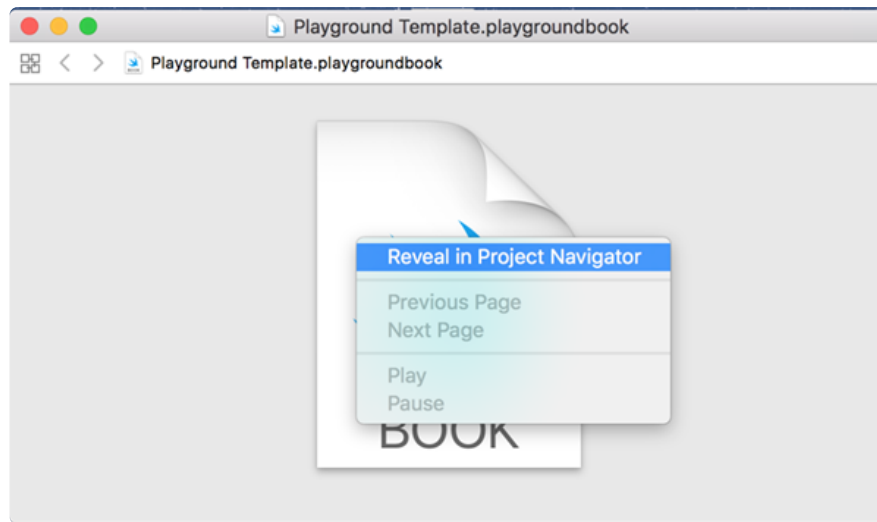 Playground Template.playgroundbook
Playground Template.playgroundbook
Reveal in Project Navigator
Previous Page
Next Page
Play
Pause
BOOK